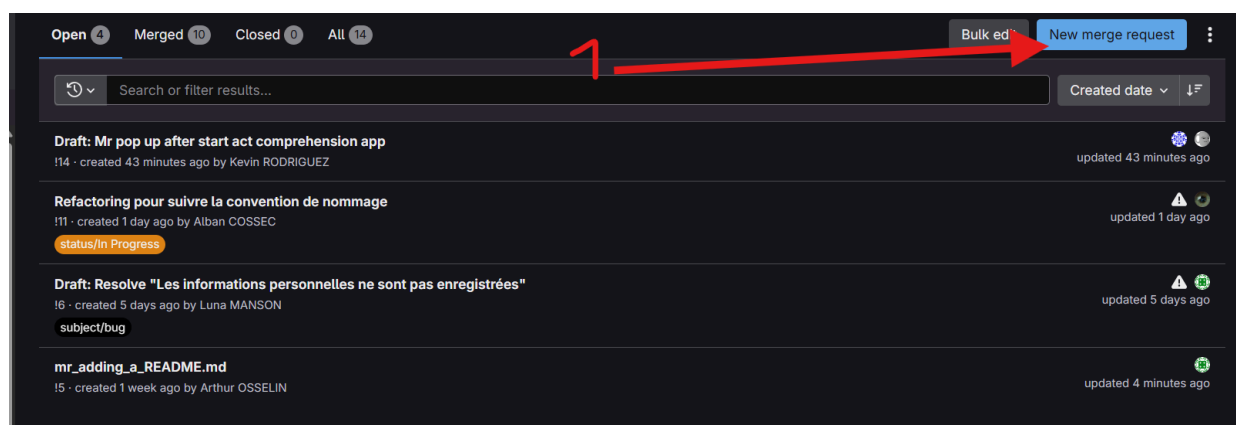 Open 4 Merged 10 Closed 0 All 14 Bulk edit New merge request
1
Search or filter results... Created date
Draft: Mr pop up after start act comprehension app
!14 · created 43 minutes ago by Kevin RODRIGUEZ updated 43 minutes ago
Refactoring pour suivre la convention de nommage
!11 · created 1 day ago by Alban COSSEC updated 1 day ago
status/In Progress
Draft: Resolve "Les informations personnelles ne sont pas enregistrées"
!6 · created 5 days ago by Luna MANSON updated 5 days ago
subject/bug
mr_adding_a_README.md
!5 · created 1 week ago by Arthur OSSELIN updated 4 minutes ago